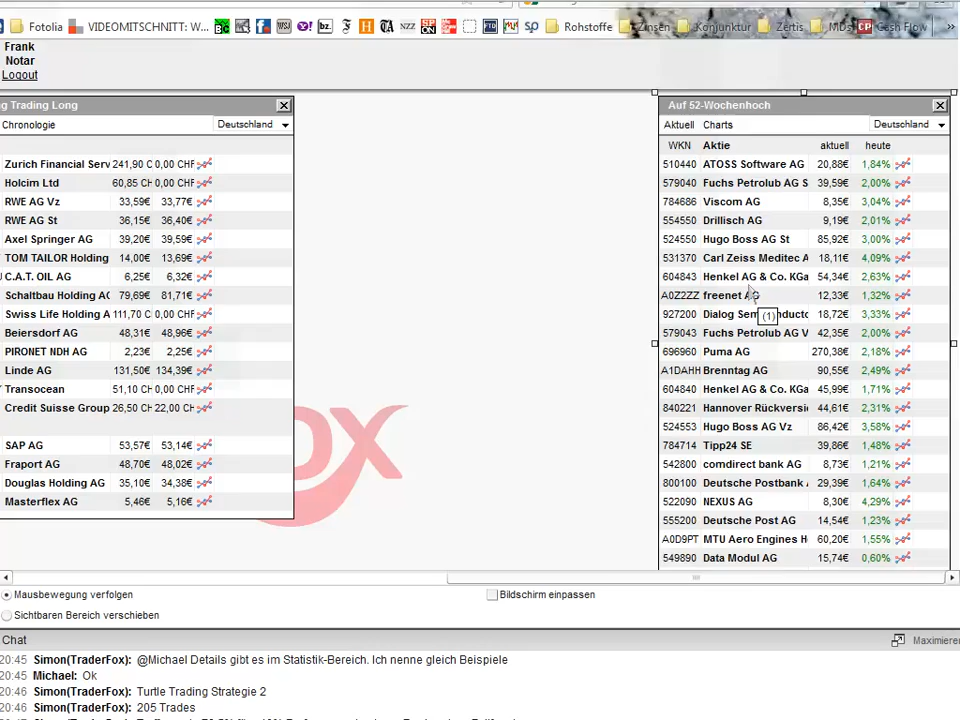 Fotolia VIDEOMITSCHNITT: W... Rohstoffe Zinsen Konjunktur Zertis MDs Cash Flow »
Frank
Notar
Logout
g Trading Long
Chronologie Deutschland
Zurich Financial Serv 241,90 C 0,00 CHF
Holcim Ltd 60,85 CH 0,00 CHF
RWE AG Vz 33,59€ 33,77€
RWE AG St 36,15€ 36,40€
Axel Springer AG 39,20€ 39,59€
TOM TAILOR Holding 14,00€ 13,69€
C.A.T. OIL AG 6,25€ 6,32€
Schaltbau Holding AG 79,69€ 81,71€
Swiss Life Holding A 111,70 C 0,00 CHF
Beiersdorf AG 48,31€ 48,96€
PIRONET NDH AG 2,23€ 2,25€
Linde AG 131,50€ 134,39€
Transocean 51,10 CH 0,00 CHF
Credit Suisse Group 26,50 CH 22,00 CHF
SAP AG 53,57€ 53,14€
Fraport AG 48,70€ 48,02€
Douglas Holding AG 35,10€ 34,38€
Masterflex AG 5,46€ 5,16€
OX
Auf 52-Wochenhoch
Aktuell Charts Deutschland
WKN Aktie aktuell heute
510440 ATOSS Software AG 20,88€ 1,84%
579040 Fuchs Petrolub AG S 39,59€ 2,00%
784686 Viscom AG 8,35€ 3,04%
554550 Drillisch AG 9,19€ 2,01%
524550 Hugo Boss AG St 85,92€ 3,00%
531370 Carl Zeiss Meditec A 18,11€ 4,09%
604843 Henkel AG & Co. KGa 54,34€ 2,63%
A0Z2ZZ freenet AG 12,33€ 1,32%
927200 Dialog Sem nducto 18,72€ 3,33%
(1)
579043 Fuchs Petrolub AG V 42,35€ 2,00%
696960 Puma AG 270,38€ 2,18%
A1DAHH Brenntag AG 90,55€ 2,49%
604840 Henkel AG & Co. KGa 45,99€ 1,71%
840221 Hannover Rückversi 44,61€ 2,31%
524553 Hugo Boss AG Vz 86,42€ 3,58%
784714 Tipp24 SE 39,86€ 1,48%
542800 comdirect bank AG 8,73€ 1,21%
800100 Deutsche Postbank A 29,39€ 1,64%
522090 NEXUS AG 8,30€ 4,29%
555200 Deutsche Post AG 14,54€ 1,23%
A0D9PT MTU Aero Engines H 60,20€ 1,55%
549890 Data Modul AG 15,74€ 0,60%
Mausbewegung verfolgen Bildschirm einpassen
Sichtbaren Bereich verschieben
Chat Maximieren
20:45 Simon(TraderFox): @Michael Details gibt es im Statistik-Bereich. Ich nenne gleich Beispiele
20:45 Michael: Ok
20:46 Simon(TraderFox): Turtle Trading Strategie 2
20:46 Simon(TraderFox): 205 Trades